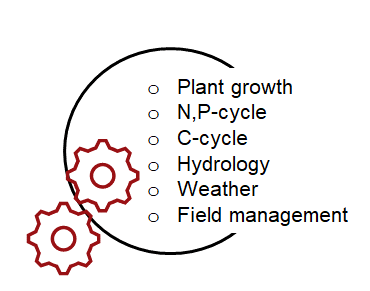 o Plant growth
o N,P-cycle
o C-cycle
o Hydrology
o Weather
o Field management